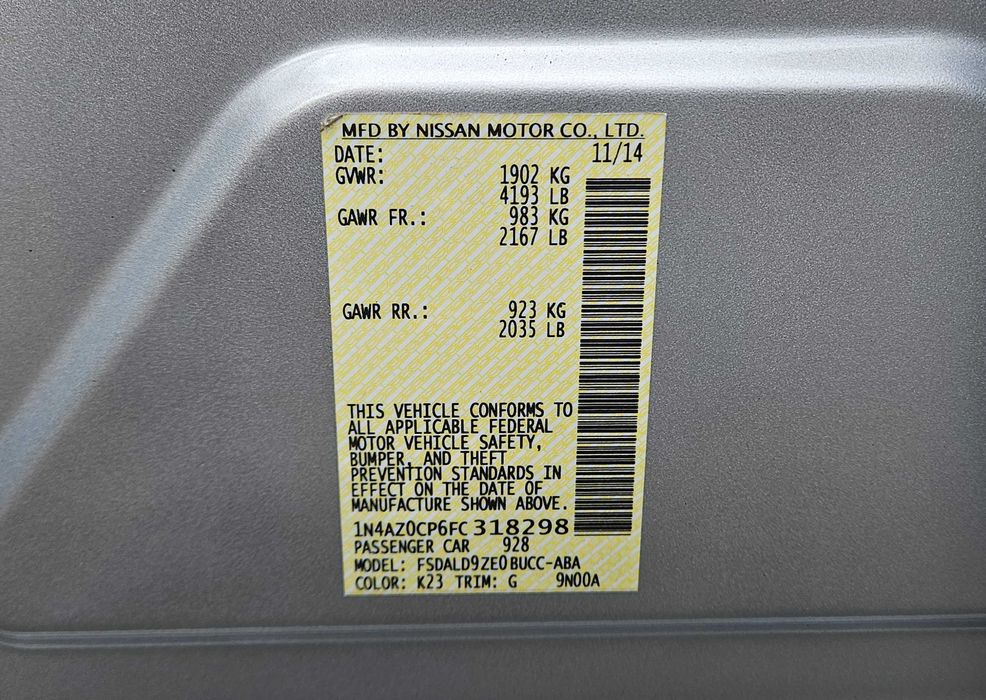 MFD BY NISSAN MOTOR CO., LTD.
DATE: 11/14
GVWR: 1902 KG
4193 LB
GAWR FR.: 983 KG
2167 LB
GAWR RR.: 923 KG
2035 LB
THIS VEHICLE CONFORMS TO
ALL APPLICABLE FEDERAL
MOTOR VEHICLE SAFETY,
BUMPER, AND THEFT
PREVENTION STANDARDS IN
EFFECT ON THE DATE OF
MANUFACTURE SHOWN ABOVE.
1N4AZ0CP6FC318298
PASSENGER CAR 928
MODEL: FSDALD9ZE0BUCC-ABA
COLOR: K23 TRIM: G 9N00A